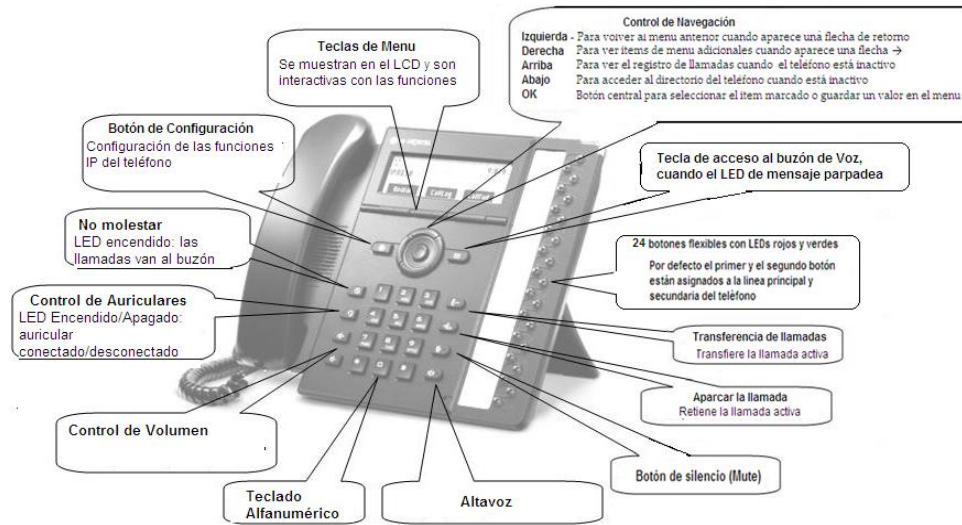 Control de Navegación
Izquierda - Para volver al menu anterior cuando aparece una flecha de retorno
Derecha Para ver items de menu adicionales cuando aparece una flecha →
Arriba Para ver el registro de llamadas cuando el teléfono está inactivo
Abajo Para acceder al directorio del teléfono cuando está inactivo
OK Botón central para seleccionar el item marcado o guardar un valor en el menu
Teclas de Menu
Se muestran en el LCD y son
interactivas con las funciones
Botón de Configuración
Configuración de las funciones
IP del teléfono
Tecla de acceso al buzón de Voz,
cuando el LED de mensaje parpadea
No molestar
LED encendido: las
llamadas van al buzón
24 botones flexibles con LEDs rojos y verdes
Por defecto el primer y el segundo botón
están asignados a la linea principal y
secundaria del teléfono
Control de Auriculares
LED Encendido/Apagado:
auricular
conectado/desconectado
Transferencia de llamadas
Transfiere la llamada activa
Aparcar la llamada
Retiene la llamada activa
Control de Volumen
Botón de silencio (Mute)
Teclado
Alfanumérico
Altavoz